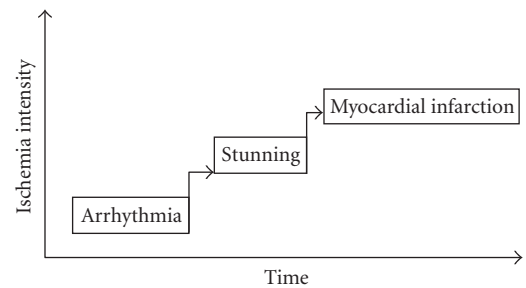 Ischemia intensity
Myocardial infarction
Stunning
Arrhythmia
Time